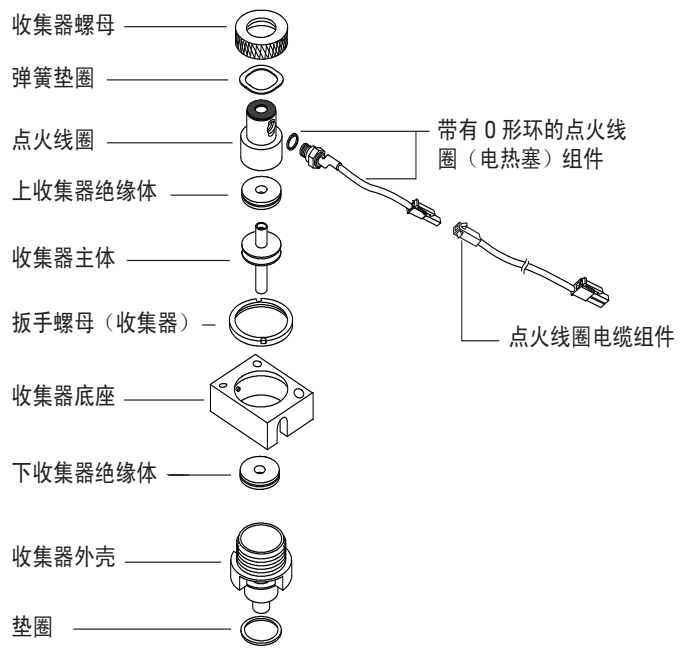 收集器螺母
弹簧垫圈
点火线圈
带有 O 形环的点火线
圈（电热塞）组件
上收集器绝缘体
收集器主体
扳手螺母（收集器）
点火线圈电缆组件
收集器底座
下收集器绝缘体
收集器外壳
垫圈